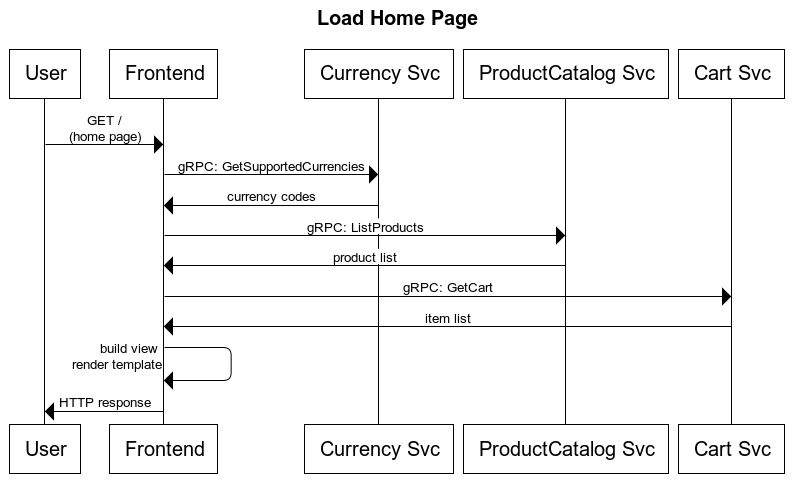 Load Home Page
User
Frontend
Currency Svc
ProductCatalog Svc
Cart Svc
GET /
(home page)
gRPC: GetSupportedCurrencies
currency codes
gRPC: ListProducts
product list
gRPC: GetCart
item list
build view
render template
HTTP response
User
Frontend
Currency Svc
ProductCatalog Svc
Cart Svc